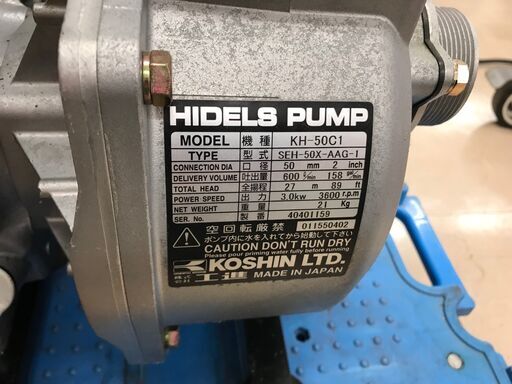 HIDELS PUMP
MODEL 機種 KH-50C1
TYPE 型式 SEH-50X-AAG-1
CONNECTION DIA 口径 50 mm 2 inch
DELIVERY VOLUME 吐出量 600 ℓ/min 158 gal/min
TOTAL HEAD 全揚程 27 m 89 ft
POWER SPEED 出力 3.0kw 3600 r.p.m
NET WEIGHT 重量 21 Kg
SER. No. 製番 40401159
空回転厳禁 011550402
ポンプ内に水を入れてから始動して下さい
CAUTION DON'T RUN DRY
Please pour priming water fully before running
KOSHIN LTD.
株式会社 工進 MADE IN JAPAN